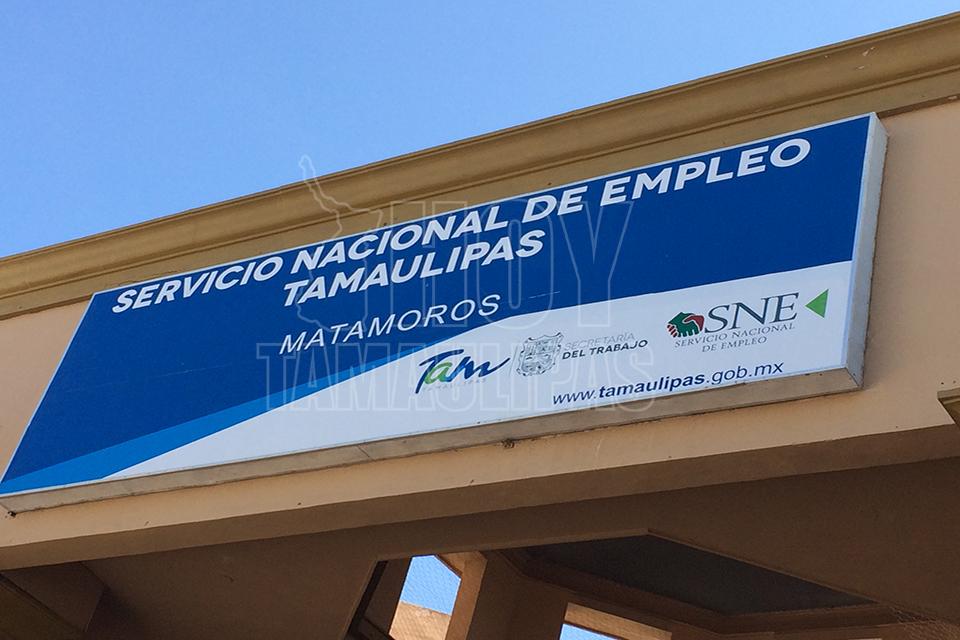 SERVICIO NACIONAL DE EMPLEO
TAMAULIPAS
MATAMOROS
Tam
TAMAULIPAS
SECRETARÍA
DEL TRABAJO
SNE
SERVICIO NACIONAL
DE EMPLEO
www.tamaulipas.gob.mx
HOY
TAMAULIPAS